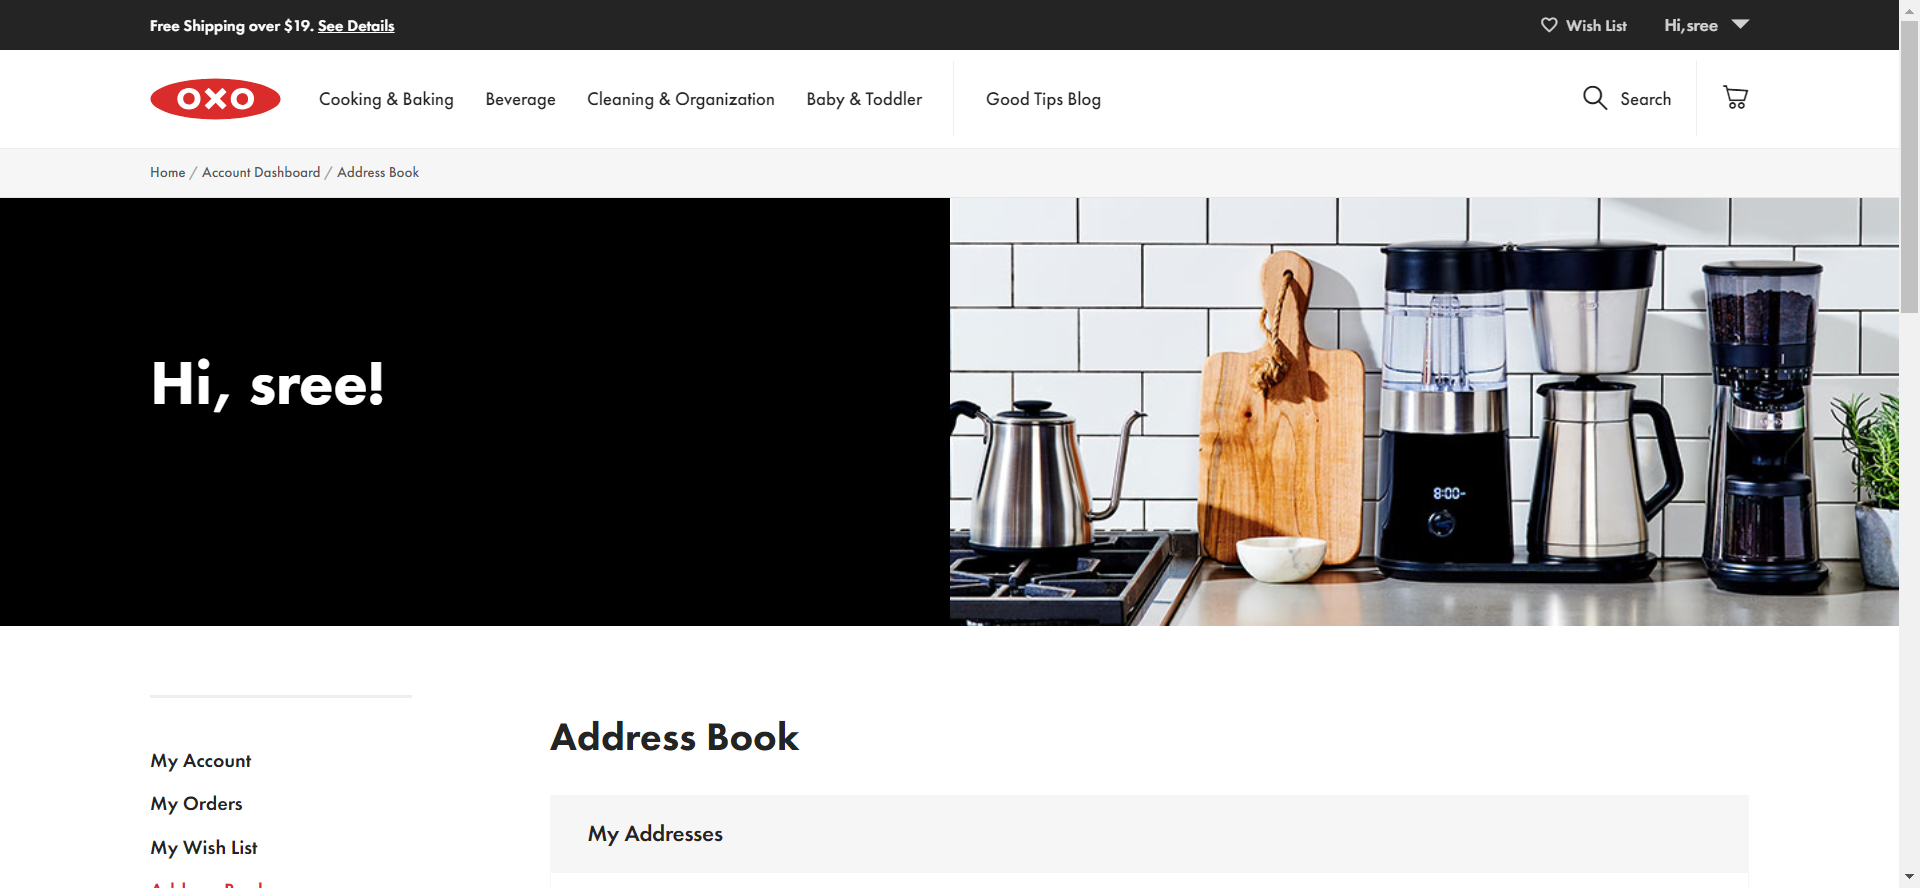 Free Shipping over $19. See Details
Wish List
Hi,sree
OXO
Cooking & Baking
Beverage
Cleaning & Organization
Baby & Toddler
Good Tips Blog
Search
Home / Account Dashboard / Address Book
Hi, sree!
8:00
My Account
My Orders
My Wish List
Address Book
Address Book
My Addresses